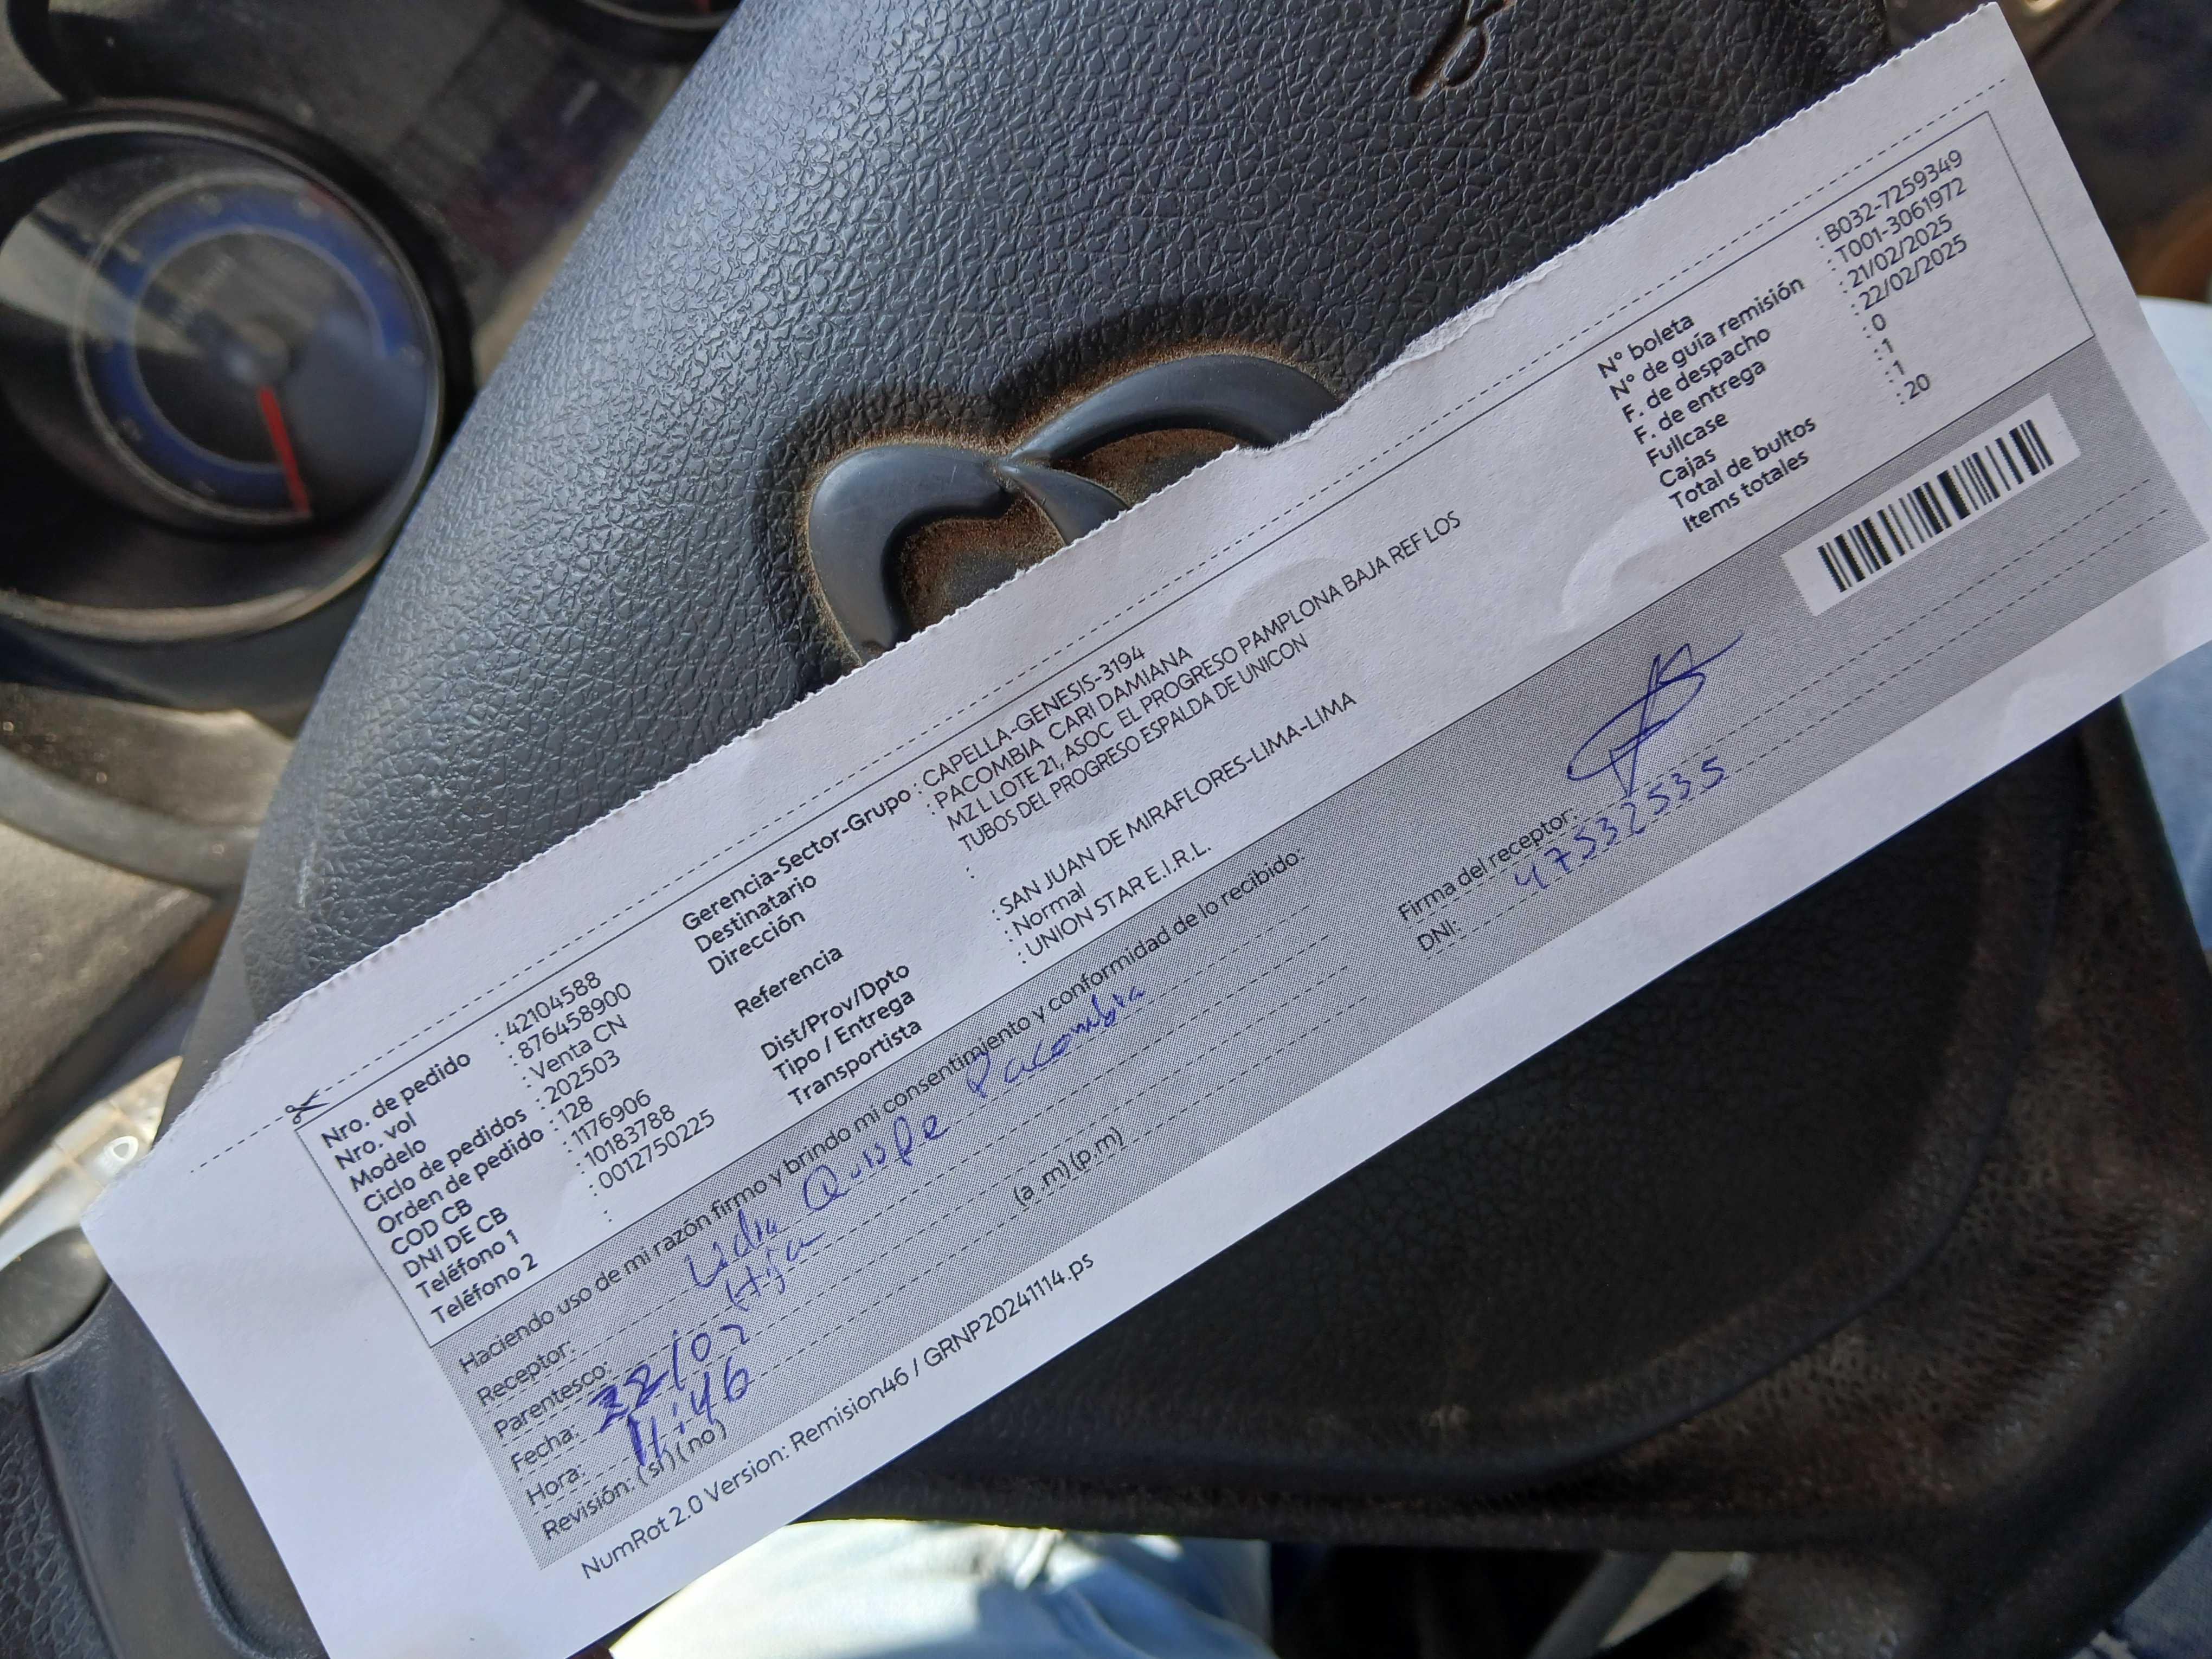 Nro. de pedido : 42104588
Nro. vol : 876458900
Modelo : Venta CN
Ciclo de pedidos : 202503
Orden de pedido : 128
COD CB : 1176906
DNI DE CB : 10183788
Teléfono 1 : 0012750225
Teléfono 2 :
Gerencia-Sector-Grupo : CAPELLA-GENESIS-3194
Destinatario : PACOMBIA CARI DAMIANA
Dirección MZ L LOTE 21, ASOC EL PROGRESO PAMPLONA BAJA REF LOS
TUBOS DEL PROGRESO ESPALDA DE UNICON
Referencia :
Dist/Prov/Dpto : SAN JUAN DE MIRAFLORES-LIMA-LIMA
Tipo / Entrega : Normal
Transportista : UNION STAR E.I.R.L.
N° boleta : B032-7259349
N° de guía remisión : T001-3061972
F. de despacho : 21/02/2025
F. de entrega : 22/02/2025
Fullcase : 0
Cajas : 1
Total de bultos : 1
Items totales : 20
Haciendo uso de mi razón firmo y brindo mi consentimiento y conformidad de lo recibido:
Receptor: Lidia Quispe Pacombia
Parentesco: Hija
Fecha: 22/02
Hora: 11:46 (a .m) (p.m)
Revisión: (si) (no)
Firma del receptor:
DNI: 47532535
NumRot 2.0 Version: Remision46 / GRNP20241114.ps